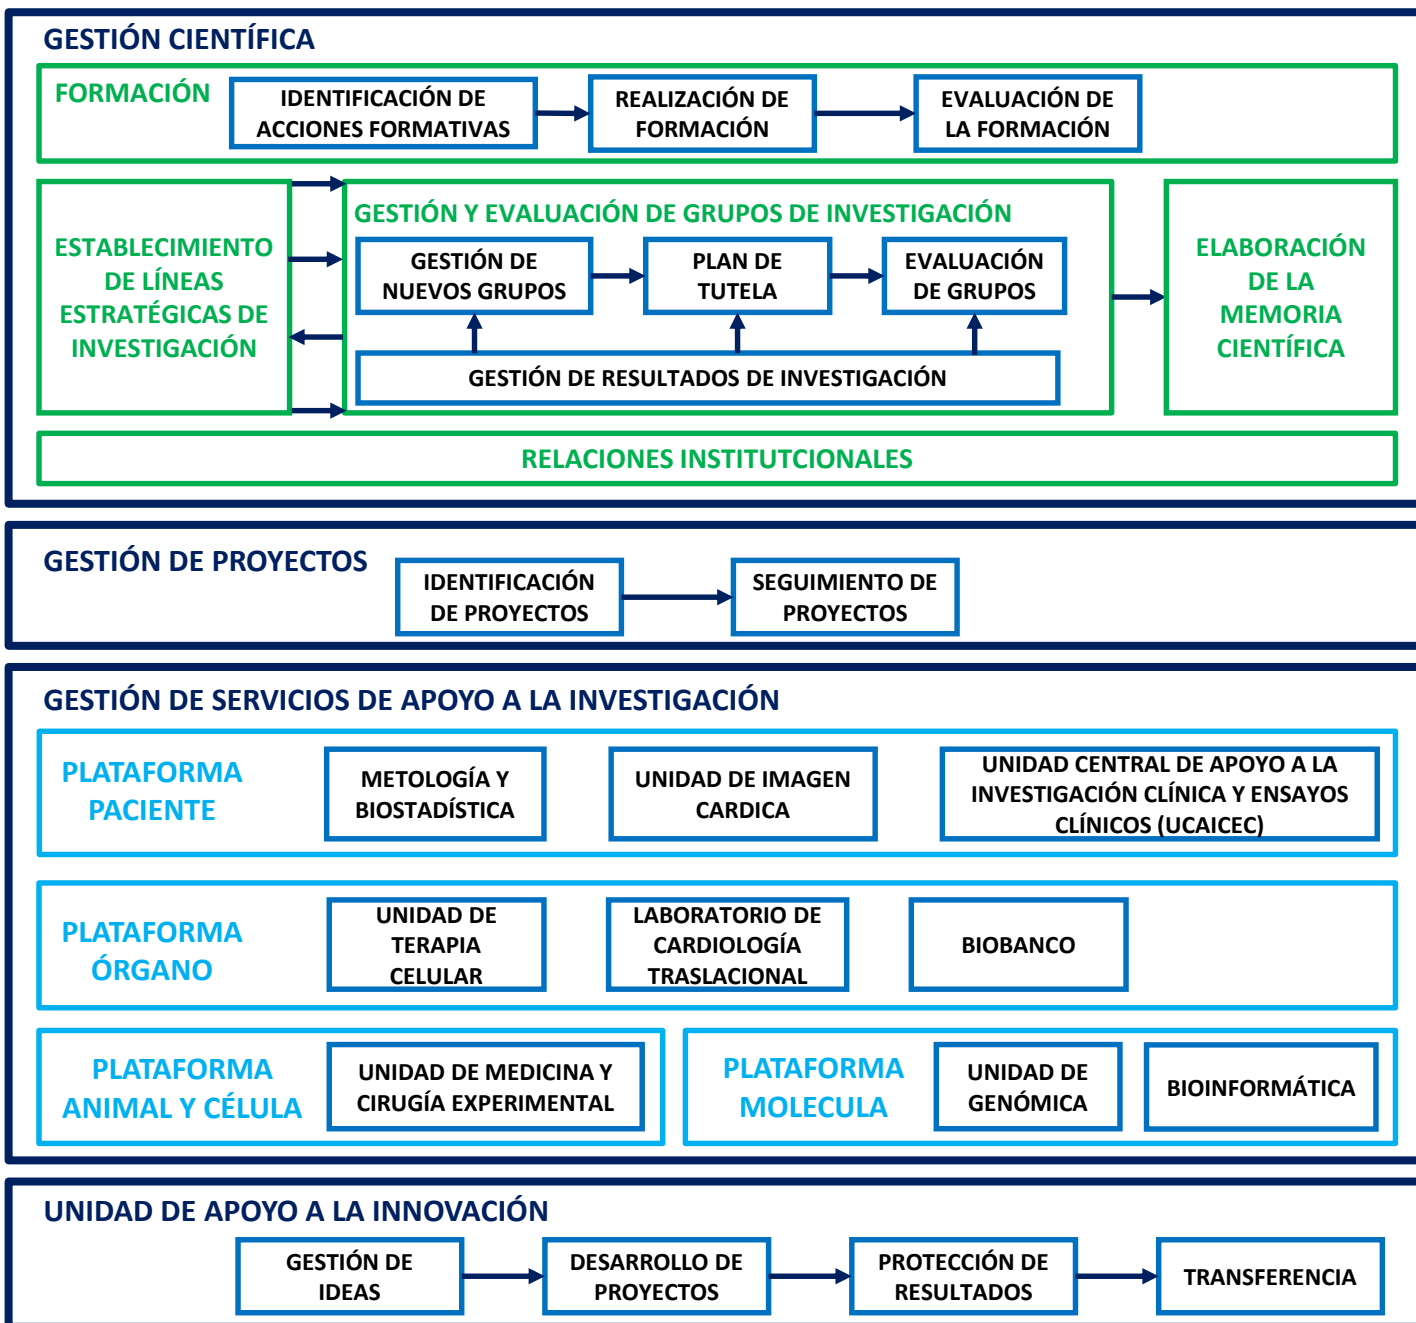 GESTIÓN CIENTÍFICA
FORMACIÓN
IDENTIFICACIÓN DE
ACCIONES FORMATIVAS
REALIZACIÓN DE
FORMACIÓN
EVALUACIÓN DE
LA FORMACIÓN
ESTABLECIMIENTO
DE LÍNEAS
ESTRATÉGICAS DE
INVESTIGACIÓN
GESTIÓN Y EVALUACIÓN DE GRUPOS DE INVESTIGACIÓN
GESTIÓN DE
NUEVOS GRUPOS
PLAN DE
TUTELA
EVALUACIÓN
DE GRUPOS
GESTIÓN DE RESULTADOS DE INVESTIGACIÓN
ELABORACIÓN
DE LA
MEMORIA
CIENTÍFICA
RELACIONES INSTITUTCIONALES
GESTIÓN DE PROYECTOS
IDENTIFICACIÓN
DE PROYECTOS
SEGUIMIENTO DE
PROYECTOS
GESTIÓN DE SERVICIOS DE APOYO A LA INVESTIGACIÓN
PLATAFORMA
PACIENTE
METOLOGÍA Y
BIOSTADÍSTICA
UNIDAD DE IMAGEN
CARDICA
UNIDAD CENTRAL DE APOYO A LA
INVESTIGACIÓN CLÍNICA Y ENSAYOS
CLÍNICOS (UCAICEC)
PLATAFORMA
ÓRGANO
UNIDAD DE
TERAPIA
CELULAR
LABORATORIO DE
CARDIOLOGÍA
TRASLACIONAL
BIOBANCO
PLATAFORMA
ANIMAL Y CÉLULA
UNIDAD DE MEDICINA Y
CIRUGÍA EXPERIMENTAL
PLATAFORMA
MOLECULA
UNIDAD DE
GENÓMICA
BIOINFORMÁTICA
UNIDAD DE APOYO A LA INNOVACIÓN
GESTIÓN DE
IDEAS
DESARROLLO DE
PROYECTOS
PROTECCIÓN DE
RESULTADOS
TRANSFERENCIA